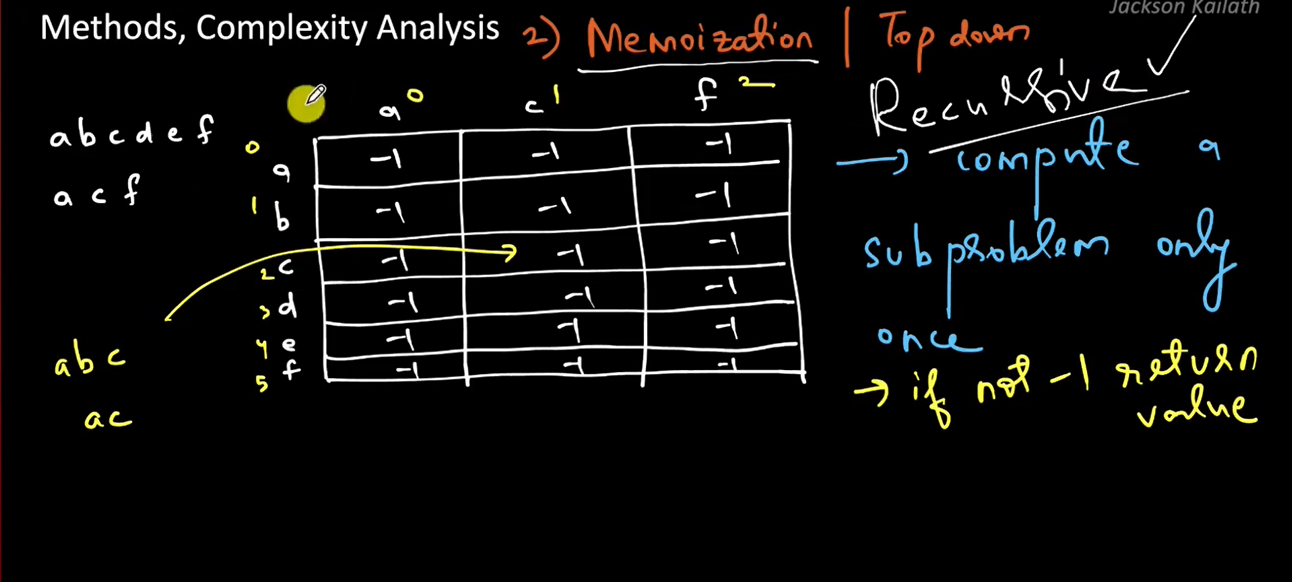 Jackson Kailath
Methods, Complexity Analysis 2) Memoization | Top down
Recursive
a 0 c 1 f 2
a b c d e f
a c f
0 a -1 -1 -1
1 b -1 -1 -1
2 c -1 -1 -1
3 d -1 -1 -1
4 e -1 -1 -1
5 f -1 -1 -1
abc
ac
→ compute a
subproblem only
once
→ if not -1 return
value